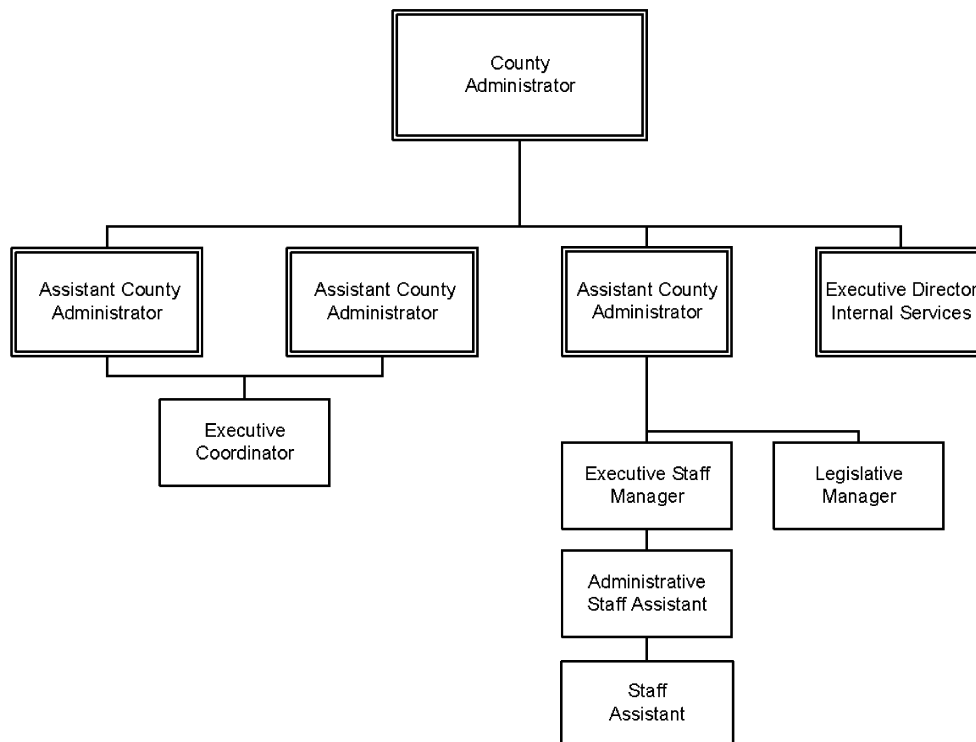 County
Administrator
Assistant County
Administrator
Assistant County
Administrator
Assistant County
Administrator
Executive Director
Internal Services
Executive
Coordinator
Executive Staff
Manager
Legislative
Manager
Administrative
Staff Assistant
Staff
Assistant